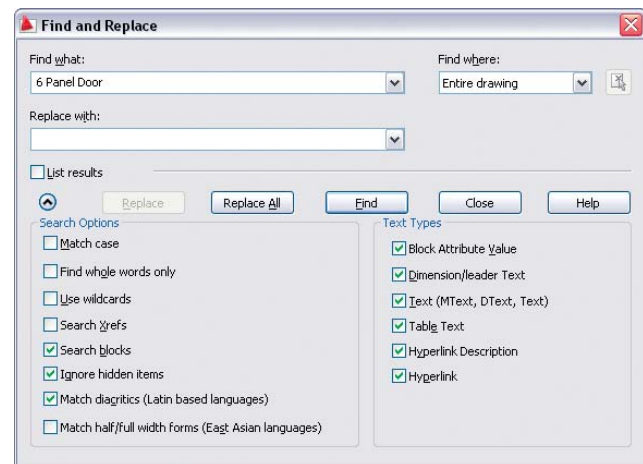 Find and Replace
Find what:
Find where:
6 Panel Door
Entire drawing
Replace with:
List results
Replace
Replace All
Find
Close
Help
Search Options
Match case
Find whole words only
Use wildcards
Search Xrefs
Search blocks
Ignore hidden items
Match diacritics (Latin based languages)
Match half/full width forms (East Asian languages)
Text Types
Block Attribute Value
Dimension/leader Text
Text (MText, DText, Text)
Table Text
Hyperlink Description
Hyperlink